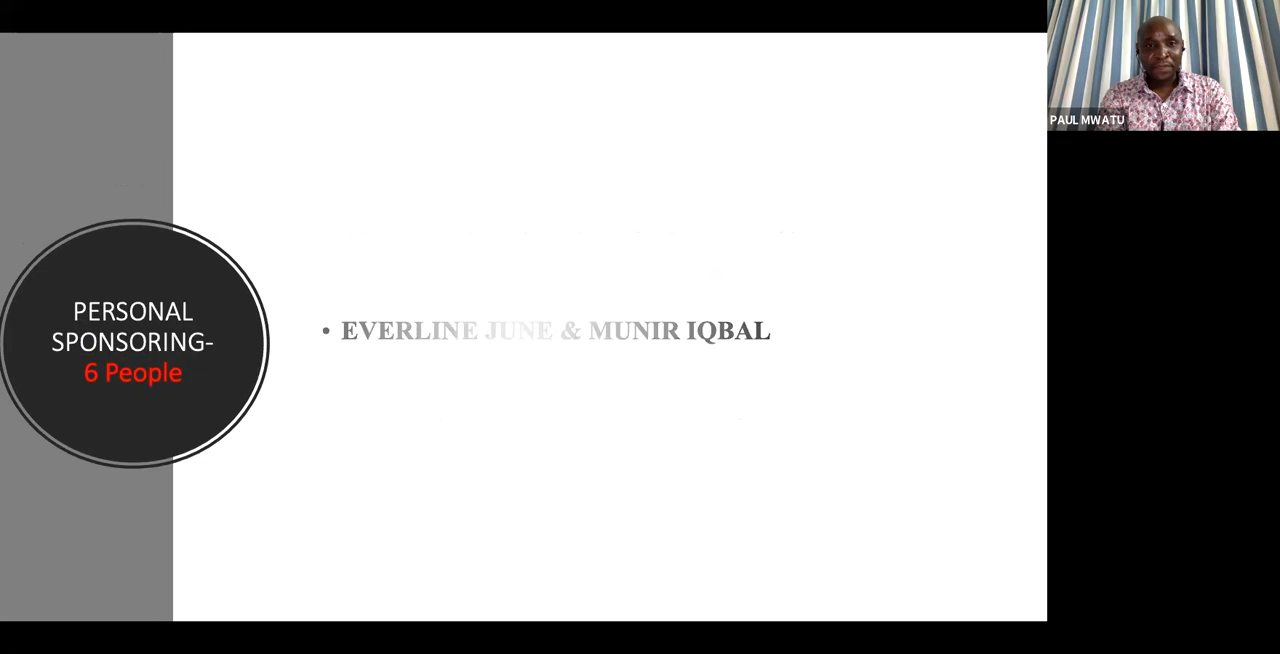 PERSONAL
SPONSORING-
6 People
• EVERLINE JUNE & MUNIR IQBAL
PAUL MWATU